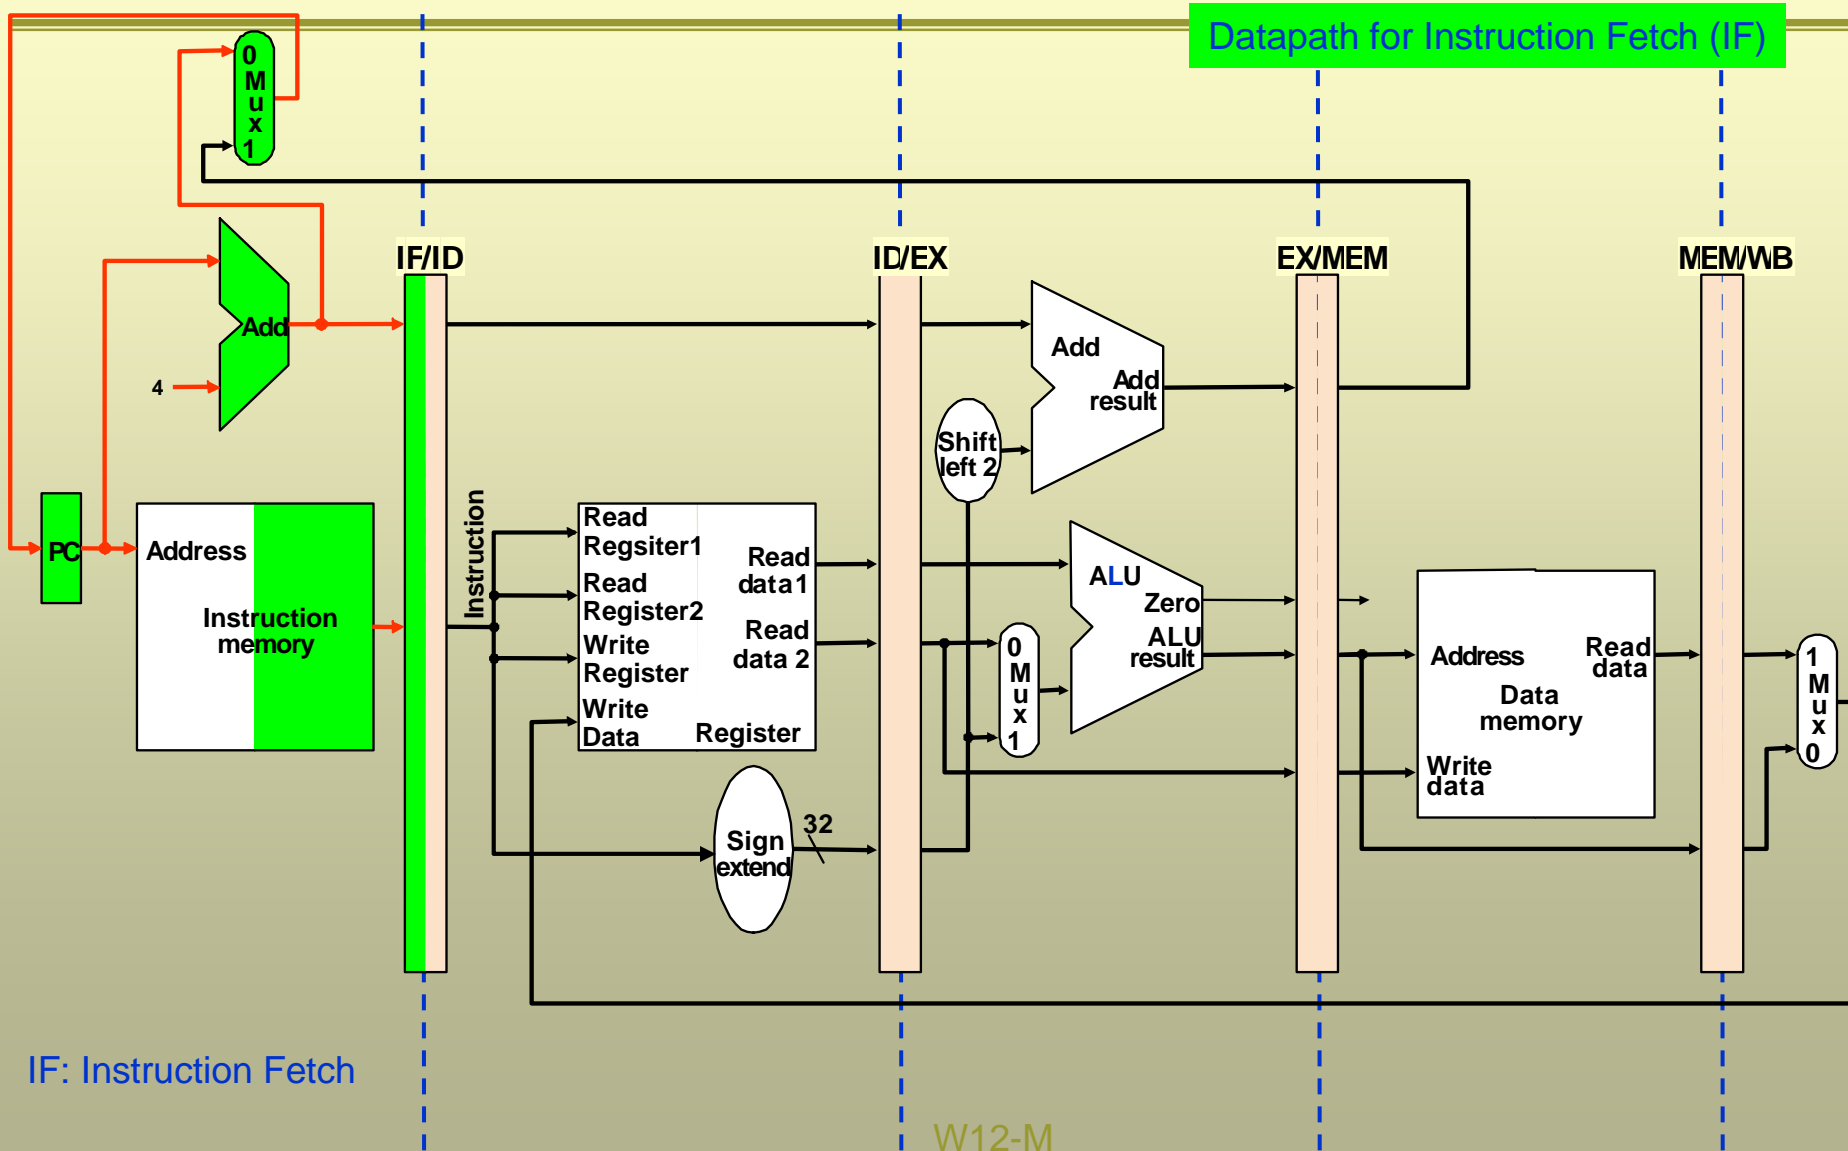 Datapath for Instruction Fetch (IF)
0
M
u
x
1
IF/ID
ID/EX
EX/MEM
MEM/WB
Add
4
Add
Add
result
Shift
left 2
PC
Address
Instruction
memory
Instruction
Read
Regsiter1
Read
Register2
Write
Register
Write
Data
Read
data1
Read
data 2
Register
Sign
extend
32
0
M
u
x
1
ALU
Zero
ALU
result
Address
Read
data
Data
memory
Write
data
1
M
u
x
0
IF: Instruction Fetch
W12-M